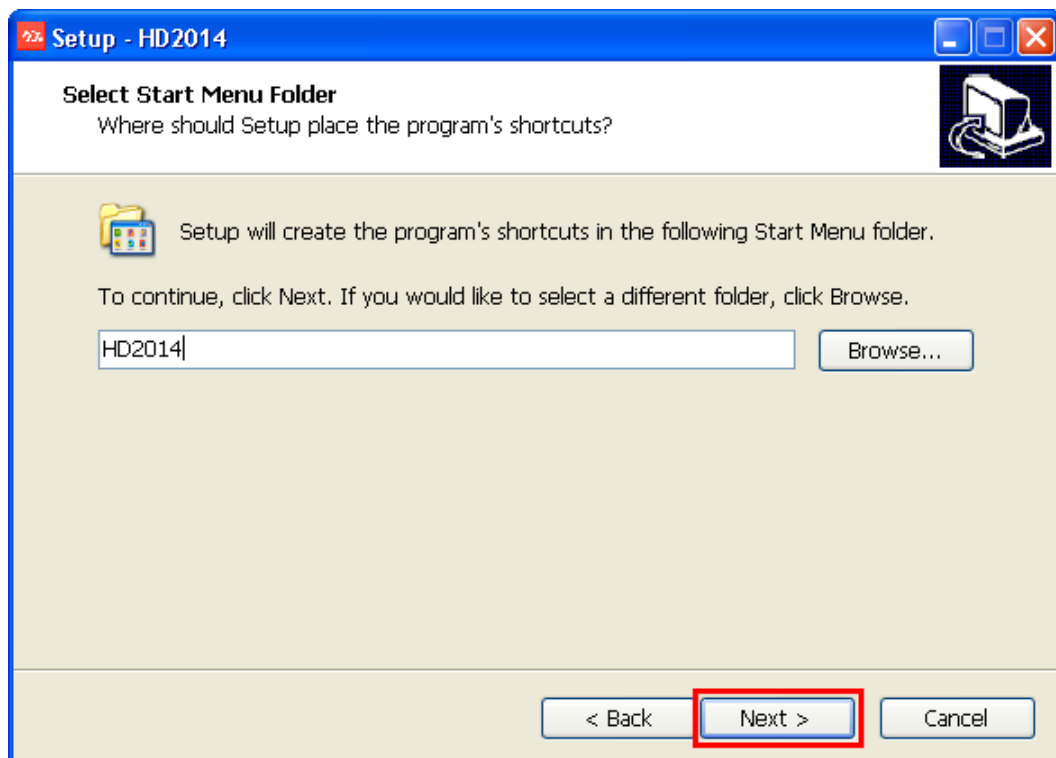 Setup - HD2014
Select Start Menu Folder
Where should Setup place the program's shortcuts?
Setup will create the program's shortcuts in the following Start Menu folder.
To continue, click Next. If you would like to select a different folder, click Browse.
HD2014
Browse...
< Back
Next >
Cancel